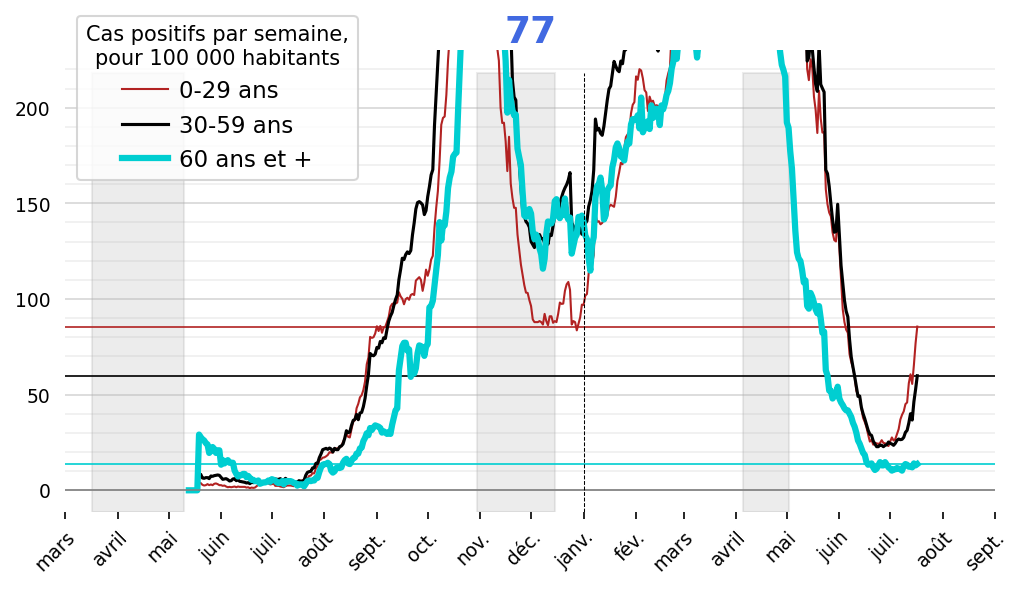 77
Cas positifs par semaine,
pour 100 000 habitants
0-29 ans
30-59 ans
60 ans et +
200
150
100
50
0
mars
avril
mai
juin
juil.
août
sept.
oct.
nov.
déc.
janv.
fév.
mars
avril
mai
juin
juil.
août
sept.